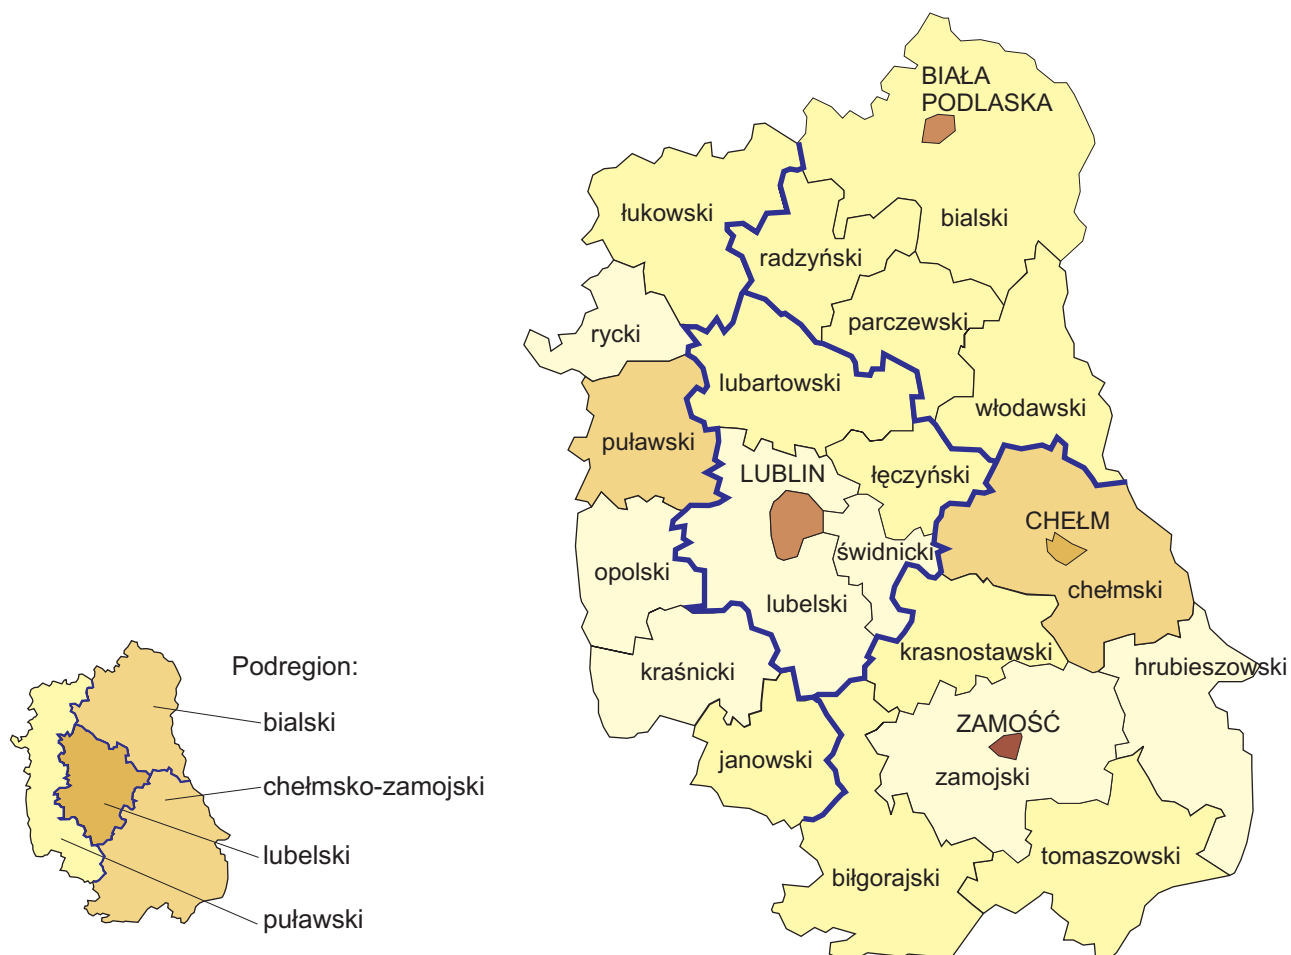 BIAŁA
PODLASKA
łukowski
bialski
radzyński
rycki
parczewski
lubartowski
włodawski
puławski
LUBLIN
łęczyński
CHEŁM
świdnicki
opolski
lubelski
chełmski
krasnostawski
hrubieszowski
kraśnicki
ZAMOŚĆ
janowski
zamojski
tomaszowski
biłgorajski
Podregion:
bialski
chełmsko-zamojski
lubelski
puławski